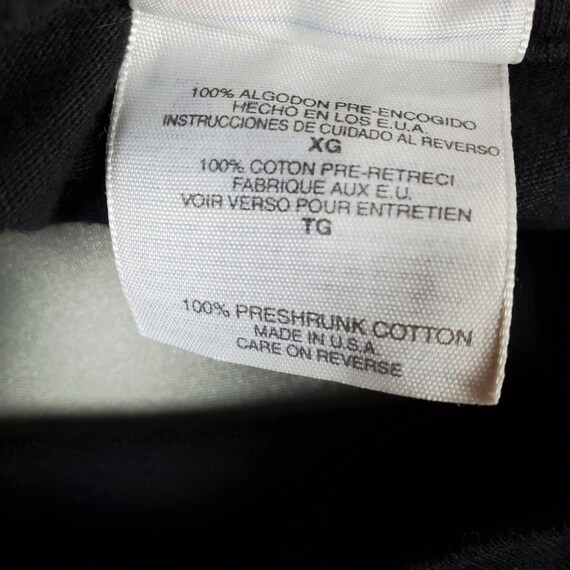 100% ALGODON PRE-ENCOGIDO
HECHO EN LOS E.U.A.
INSTRUCCIONES DE CUIDADO AL REVERSO
XG
100% COTON PRE-RETRECI
FABRIQUE AUX E.U.
VOIR VERSO POUR ENTRETIEN
TG
100% PRESHRUNK COTTON
MADE IN U.S.A.
CARE ON REVERSE